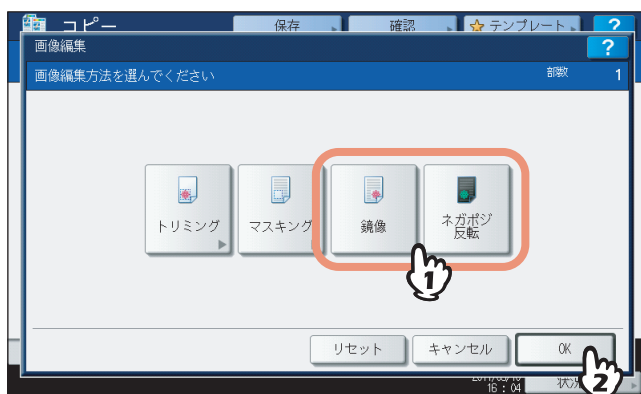 コピー 保存 確認 テンプレート ?
画像編集 ?
画像編集方法を選んでください 部数 1
トリミング マスキング 鏡像 ネガポジ
反転
1
リセット キャンセル OK
2
16 : 04 状況